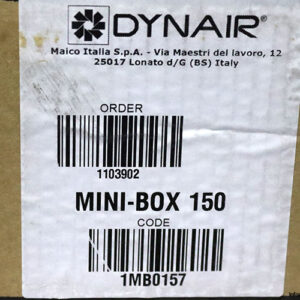 DYNAIR®
Maico Italia S.p.A. - Via Maestri del lavoro, 12
25017 Lonato d/G (BS) Italy
ORDER
1103902
MINI-BOX 150
CODE
1MB0157